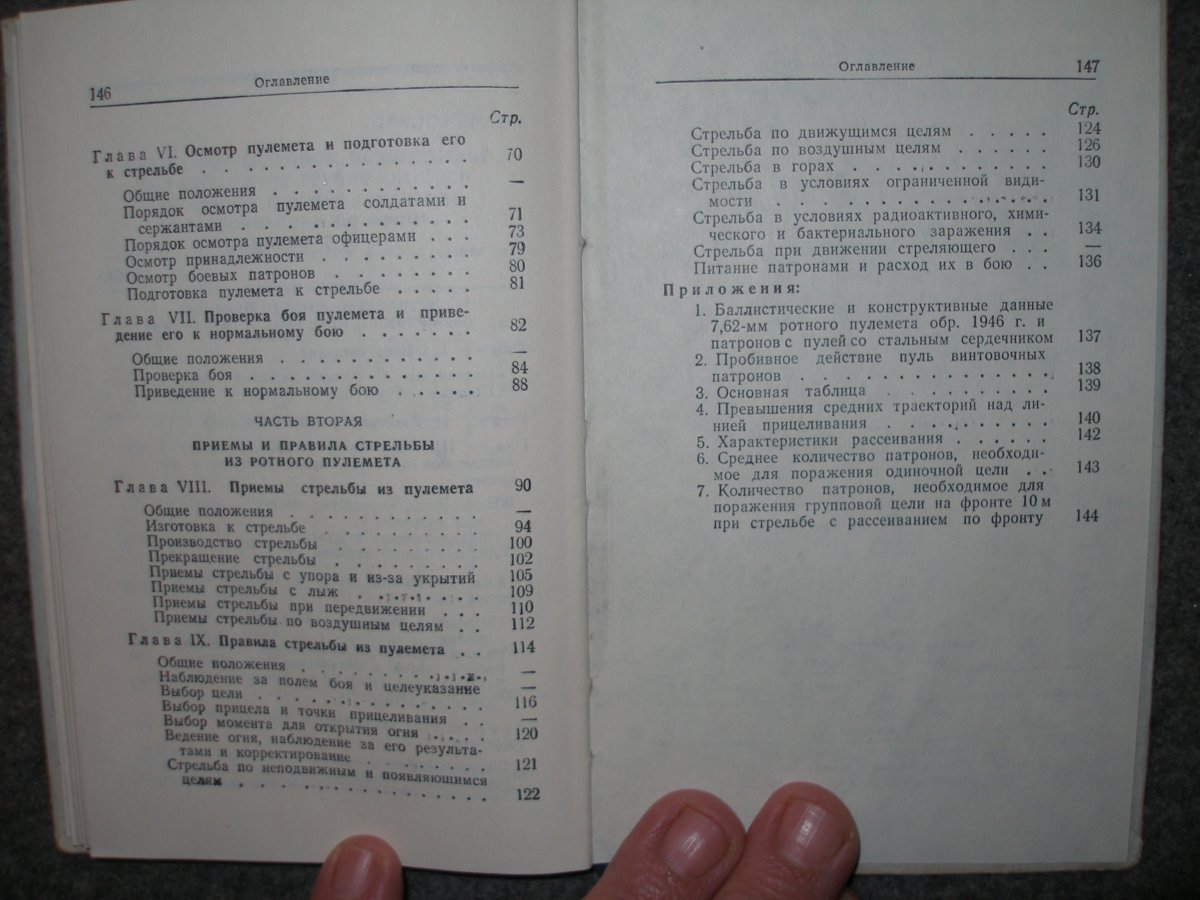 146
Оглавление
Стр.
Глава VI. Осмотр пулемета и подготовка его
к стрельбе . . . . . . . . . . . . . 70
Общие положения . . . . . . . . . . . —
Порядок осмотра пулемета солдатами и
сержантами . . . . . . . . . . . . 71
Порядок осмотра пулемета офицерами . . . 73
Осмотр принадлежности . . . . . . . . 79
Осмотр боевых патронов . . . . . . . 80
Подготовка пулемета к стрельбе . . . . . 81
Глава VII. Проверка боя пулемета и приве-
дение его к нормальному бою . . . . . . . 82
Общие положения . . . . . . . . . . . —
Проверка боя . . . . . . . . . . . . 84
Приведение к нормальному бою . . . . . 88
ЧАСТЬ ВТОРАЯ
ПРИЕМЫ И ПРАВИЛА СТРЕЛЬБЫ
ИЗ РОТНОГО ПУЛЕМЕТА
Глава VIII. Приемы стрельбы из пулемета 90
Общие положения . . . . . . . . . . . —
Изготовка к стрельбе . . . . . . . . . 94
Производство стрельбы . . . . . . . . 100
Прекращение стрельбы . . . . . . . . 102
Приемы стрельбы с упора и из-за укрытий 105
Приемы стрельбы с лыж . . . . . . . 109
Приемы стрельбы при передвижении . . . 110
Приемы стрельбы по воздушным целям . . 112
Глава IX. Правила стрельбы из пулемета . . 114
Общие положения . . . . . . . . . . . —
Наблюдение за полем боя и целеуказание —
Выбор цели . . . . . . . . . . . . . 116
Выбор прицела и точки прицеливания . . —
Выбор момента для открытия огня . . . . 120
Ведение огня, наблюдение за его результа-
тами и корректирование . . . . . . . 121
Стрельба по неподвижным и появляющимся
целям . . . . . . . . . . . . . . 122
Оглавление
147
Стр.
Стрельба по движущимся целям . . . . . 124
Стрельба по воздушным целям . . . . . . 126
Стрельба в горах . . . . . . . . . . 130
Стрельба в условиях ограниченной види-
мости . . . . . . . . . . . . . . 131
Стрельба в условиях радиоактивного, хими-
ческого и бактериального заражения . . 134
Стрельба при движении стреляющего . . . —
Питание патронами и расход их в бою . . 136
Приложения:
1. Баллистические и конструктивные данные
7,62-мм ротного пулемета обр. 1946 г. и
патронов с пулей со стальным сердечником 137
2. Пробивное действие пуль винтовочных
патронов . . . . . . . . . . . . . 138
3. Основная таблица . . . . . . . . . 139
4. Превышения средних траекторий над ли-
нией прицеливания . . . . . . . . . 140
5. Характеристики рассеивания . . . . . . 142
6. Среднее количество патронов, необходи-
мое для поражения одиночной цели . . 143
7. Количество патронов, необходимое для
поражения групповой цели на фронте 10 м
при стрельбе с рассеиванием по фронту 144